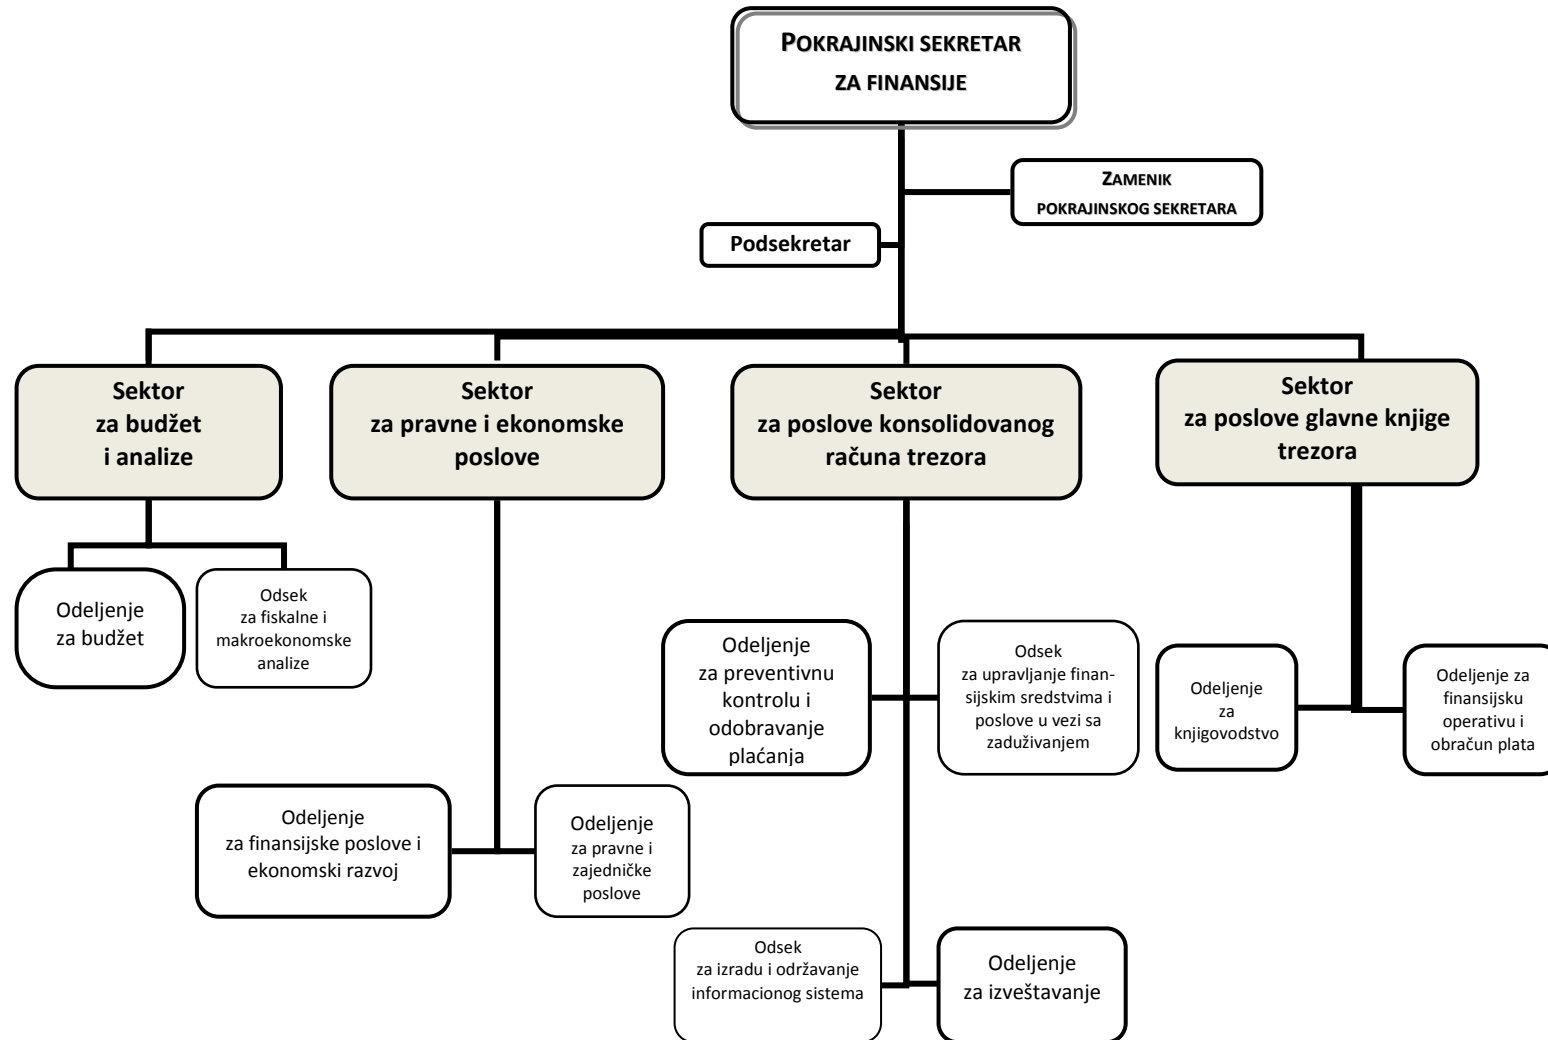 POKRAJINSKI SEKRETAR
ZA FINANSIJE
ZAMENIK
POKRAJINSKOG SEKRETARA
Podsekretar
Sektor
za budžet
i analize
Sektor
za pravne i ekonomske
poslove
Sektor
za poslove konsolidovanog
računa trezora
Sektor
za poslove glavne knjige
trezora
Odeljenje
za budžet
Odsek
za fiskalne i
makroekonomske
analize
Odeljenje
za preventivnu
kontrolu i
odobravanje
plaćanja
Odsek
za upravljanje finan-
sijskim sredstvima i
poslove u vezi sa
zaduživanjem
Odeljenje
za
knjigovodstvo
Odeljenje za
finansijsku
operativu i
obračun plata
Odeljenje
za finansijske poslove i
ekonomski razvoj
Odeljenje
za pravne i
zajedničke
poslove
Odsek
za izradu i održavanje
informacionog sistema
Odeljenje
za izveštavanje